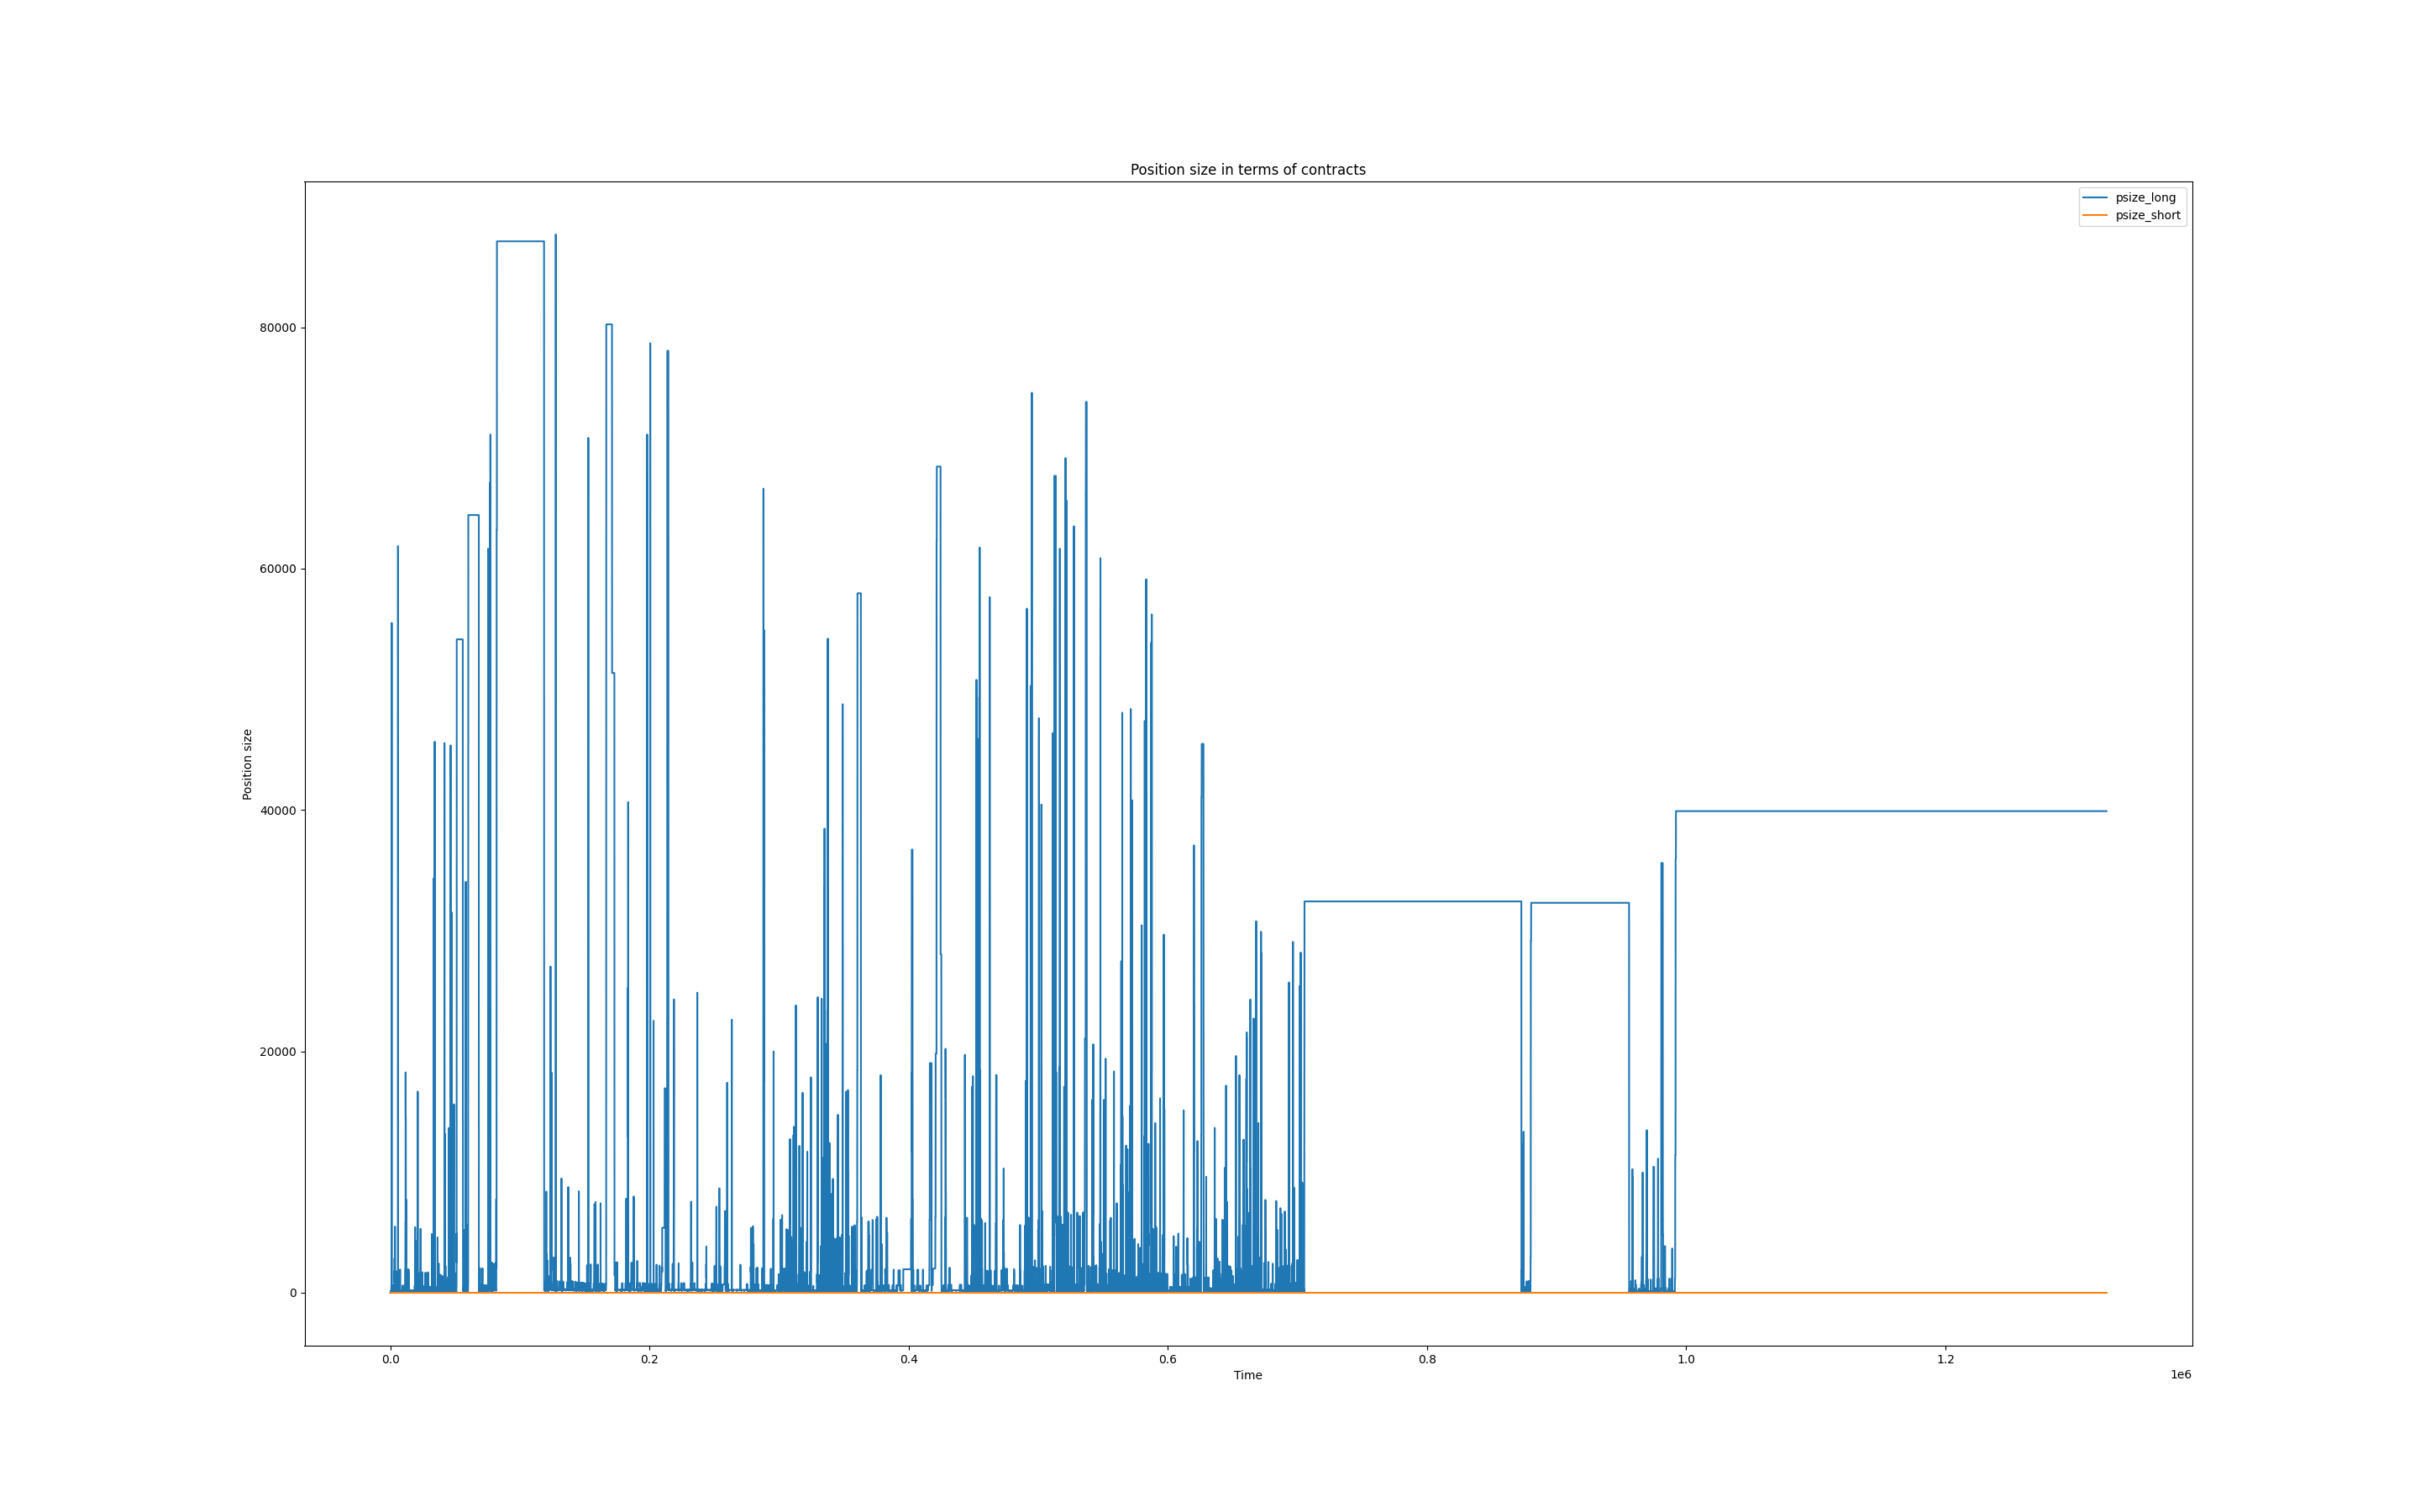 Position size in terms of contracts
psize_long
psize_short
80000
60000
40000
20000
0
Position size
0.0 0.2 0.4 0.6 0.8 1.0 1.2
Time
1e6